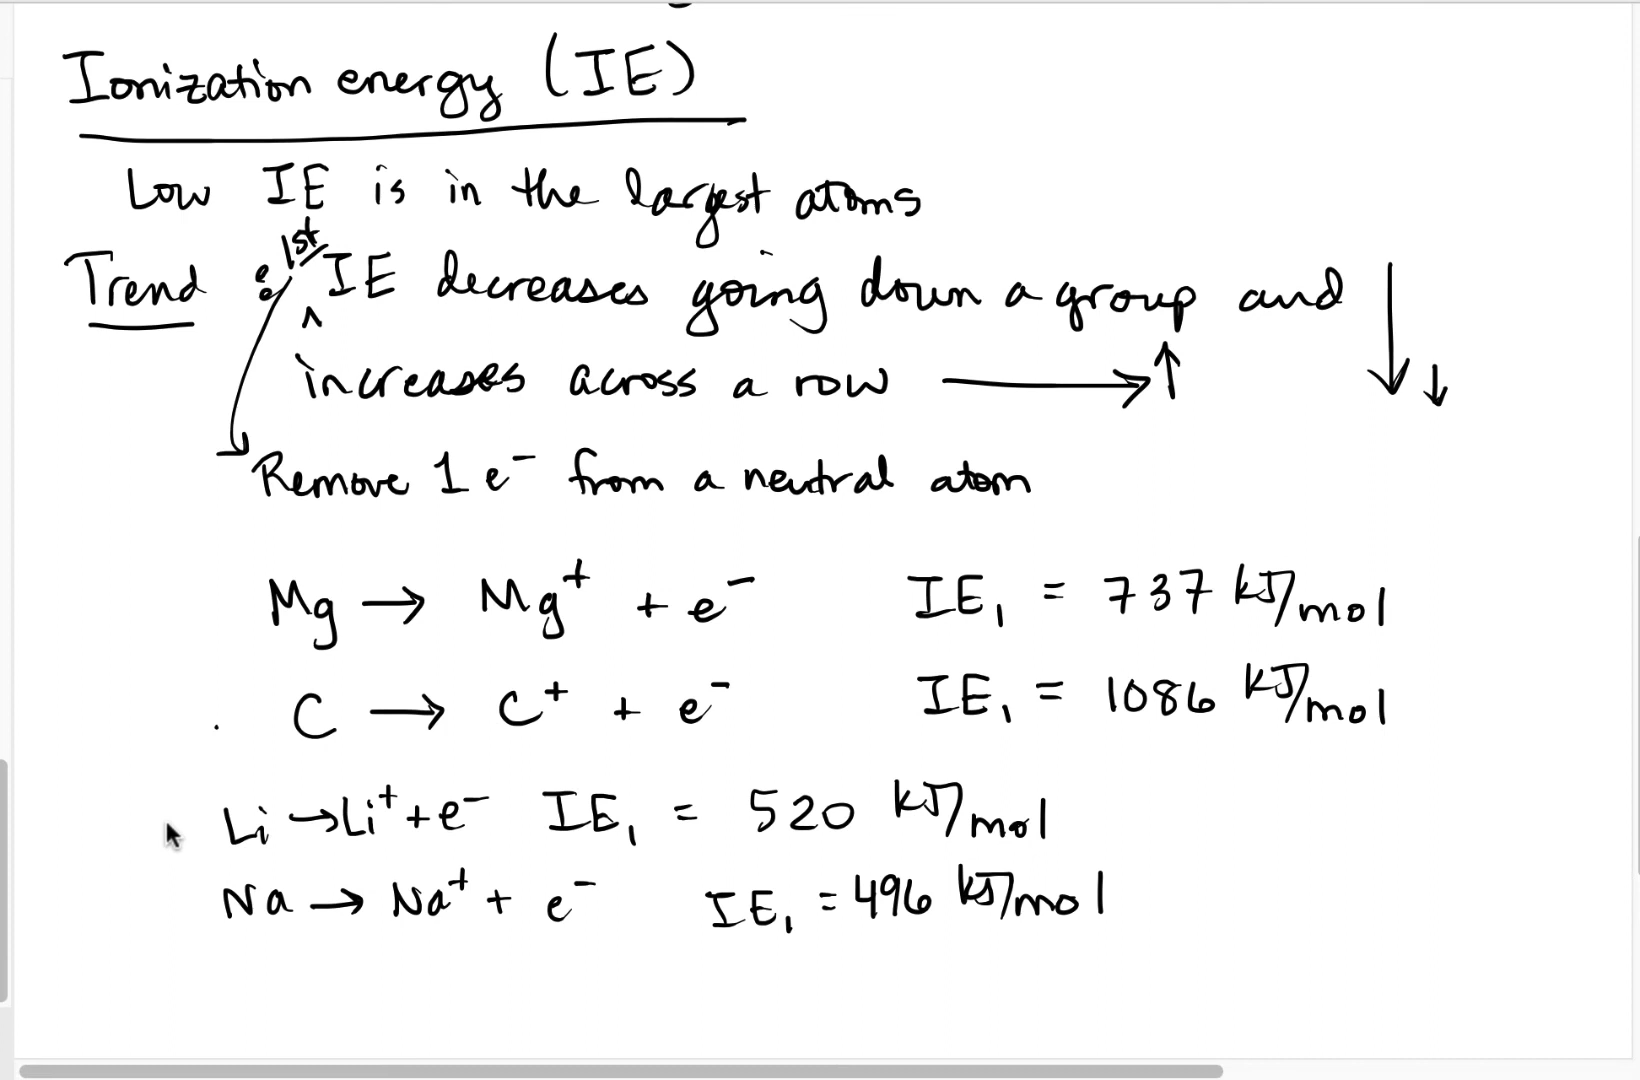 Ionization energy (IE)
Low IE is in the largest atoms
Trend : 1st IE decreases going down a group and ↓ ↓
increases across a row → ↑
Remove 1 e⁻ from a neutral atom
Mg → Mg⁺ + e⁻ IE₁ = 737 kJ/mol
C → C⁺ + e⁻ IE₁ = 1086 kJ/mol
Li → Li⁺ + e⁻ IE₁ = 520 kJ/mol
Na → Na⁺ + e⁻ IE₁ = 496 kJ/mol